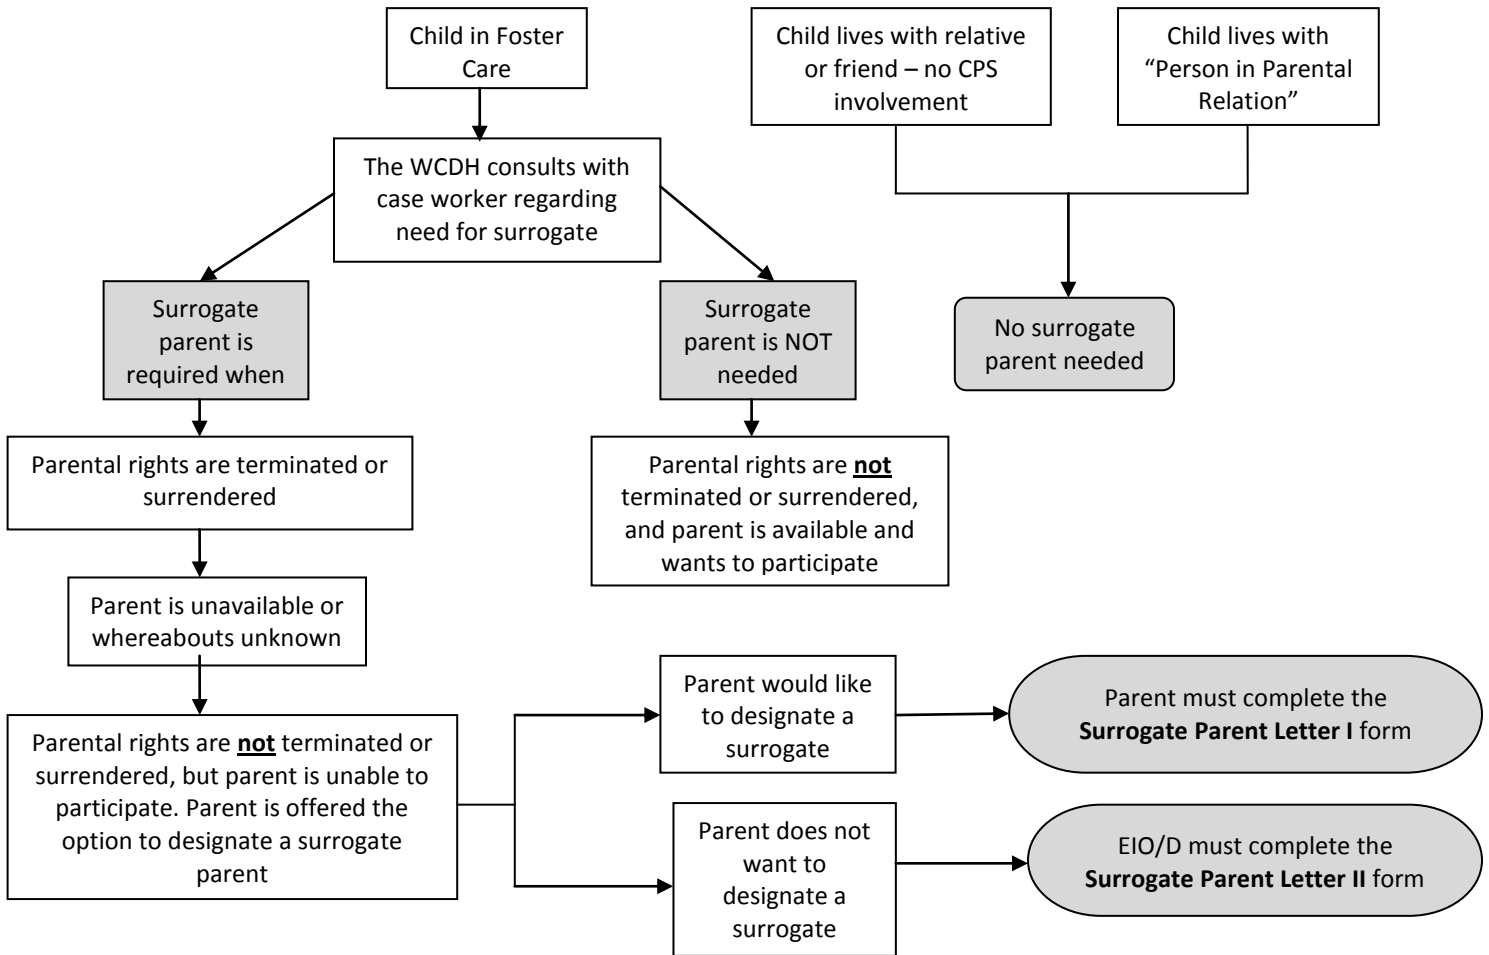 Child in Foster
Care
Child lives with relative
or friend – no CPS
involvement
Child lives with
“Person in Parental
Relation”
The WCDH consults with
case worker regarding
need for surrogate
Surrogate
parent is
required when
Surrogate
parent is NOT
needed
No surrogate
parent needed
Parental rights are terminated or
surrendered
Parental rights are not
terminated or surrendered,
and parent is available and
wants to participate
Parent is unavailable or
whereabouts unknown
Parental rights are not terminated or
surrendered, but parent is unable to
participate. Parent is offered the
option to designate a surrogate
parent
Parent would like
to designate a
surrogate
Parent must complete the
Surrogate Parent Letter I form
Parent does not
want to
designate a
surrogate
EIO/D must complete the
Surrogate Parent Letter II form